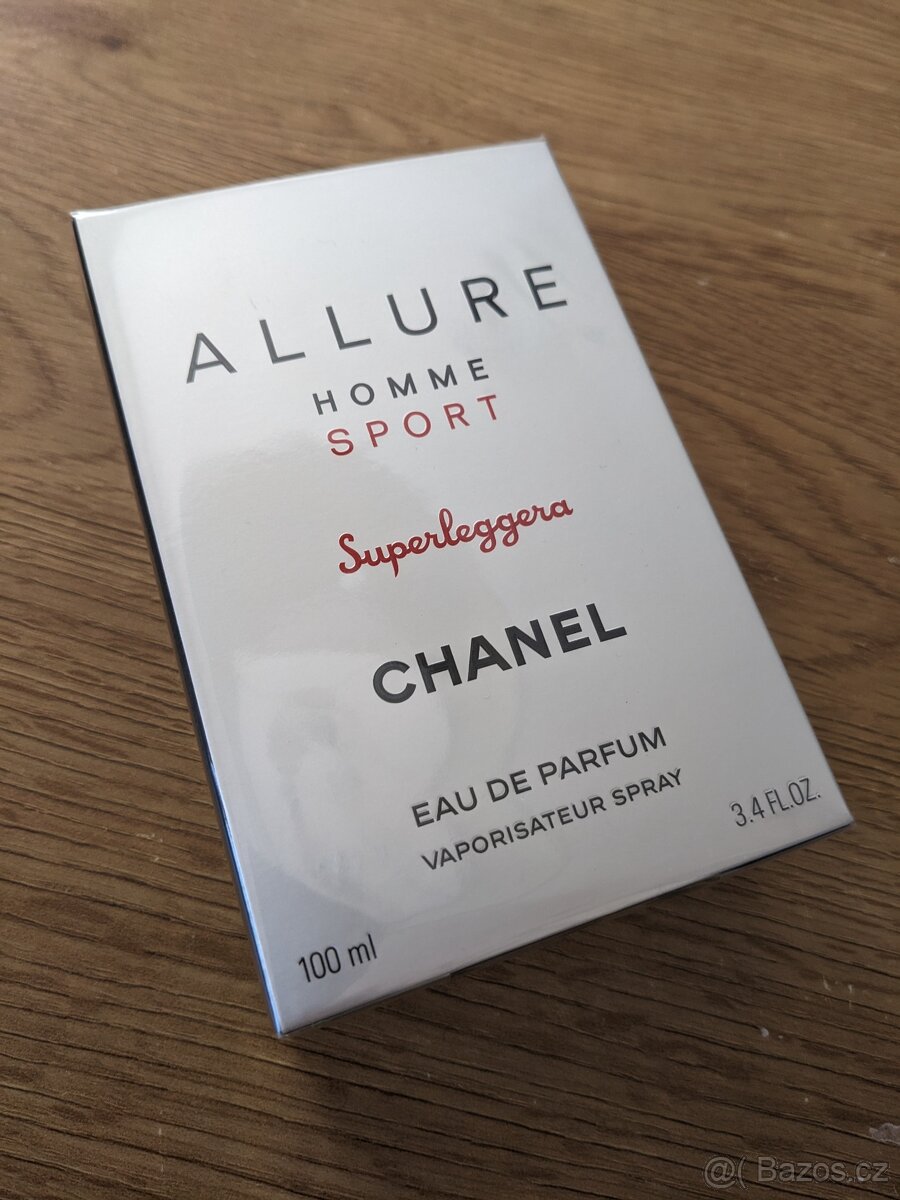 ALLURE
HOMME
SPORT
Superleggera
CHANEL
EAU DE PARFUM
VAPORISATEUR SPRAY
3.4 FL.OZ.
100 ml
@( Bazos.cz